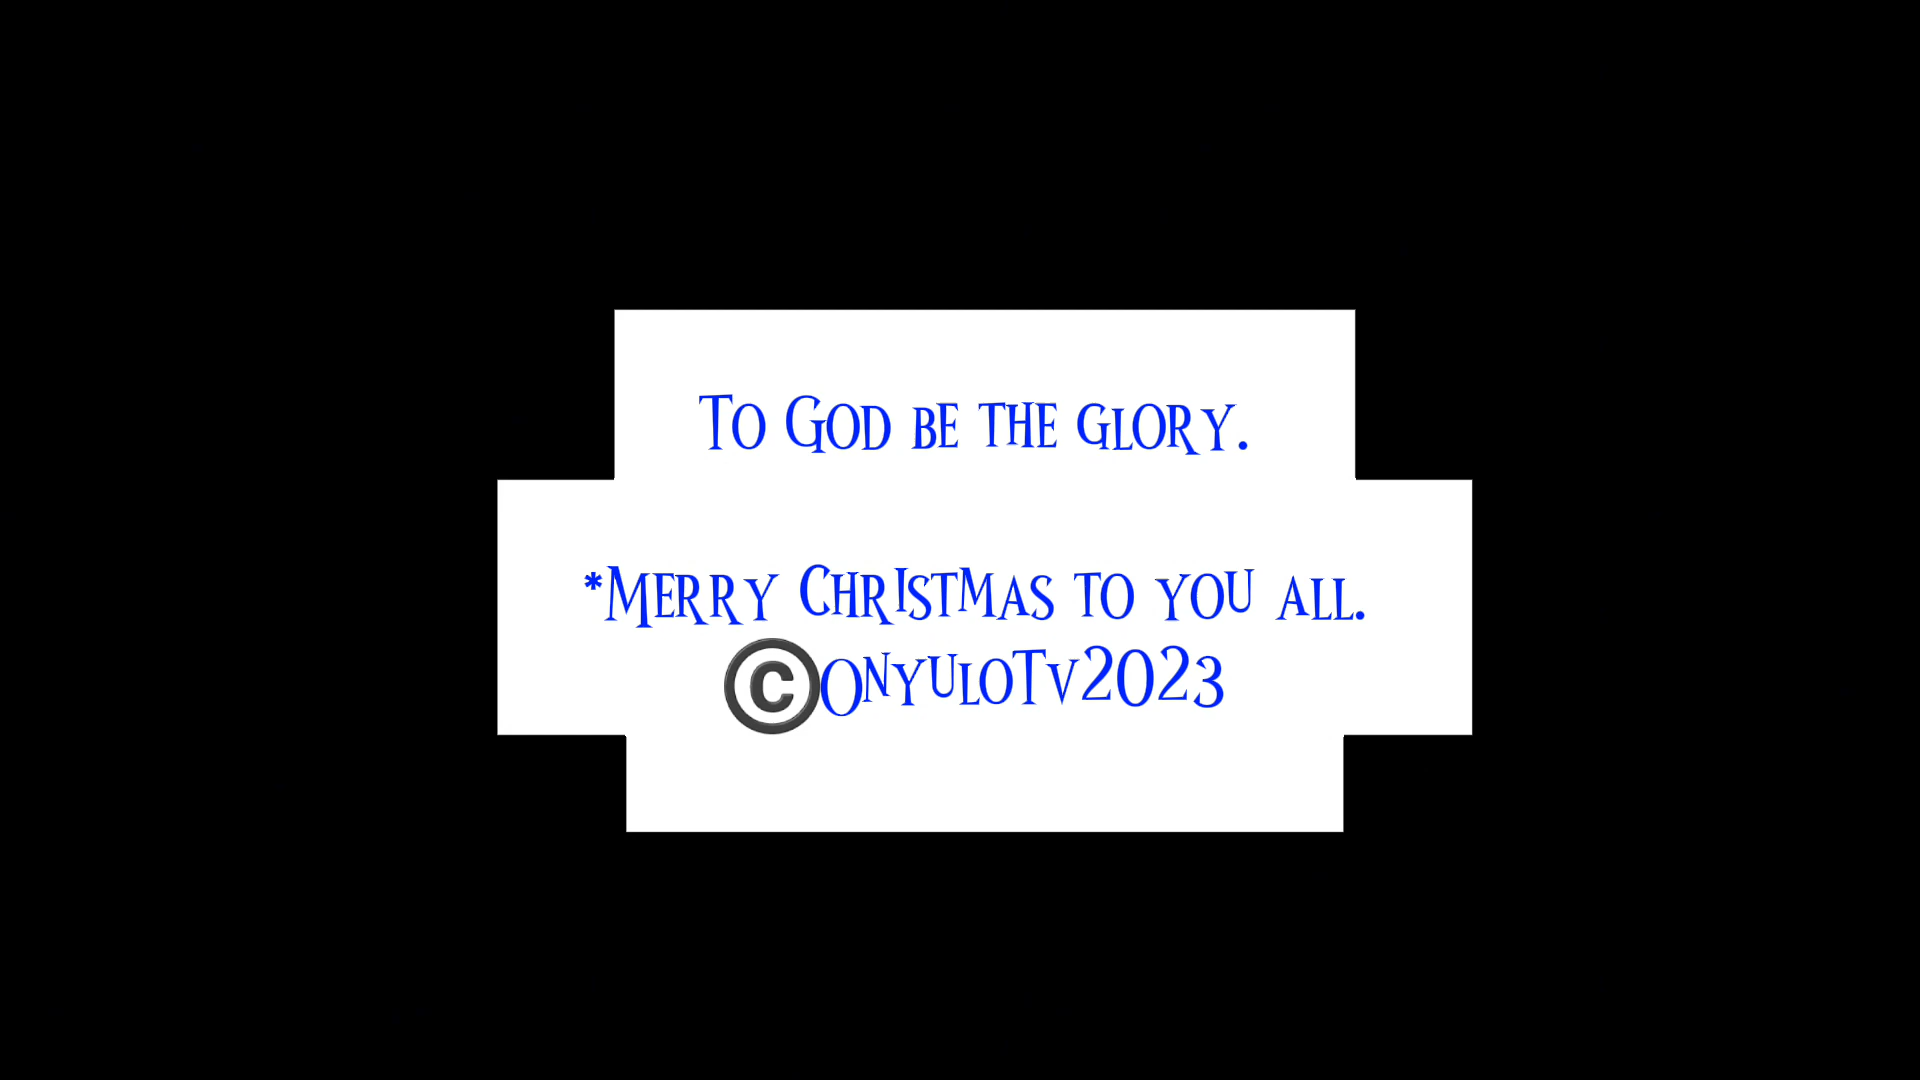 To God be the glory.
*Merry Christmas to you all.
©OnyuloTv2023